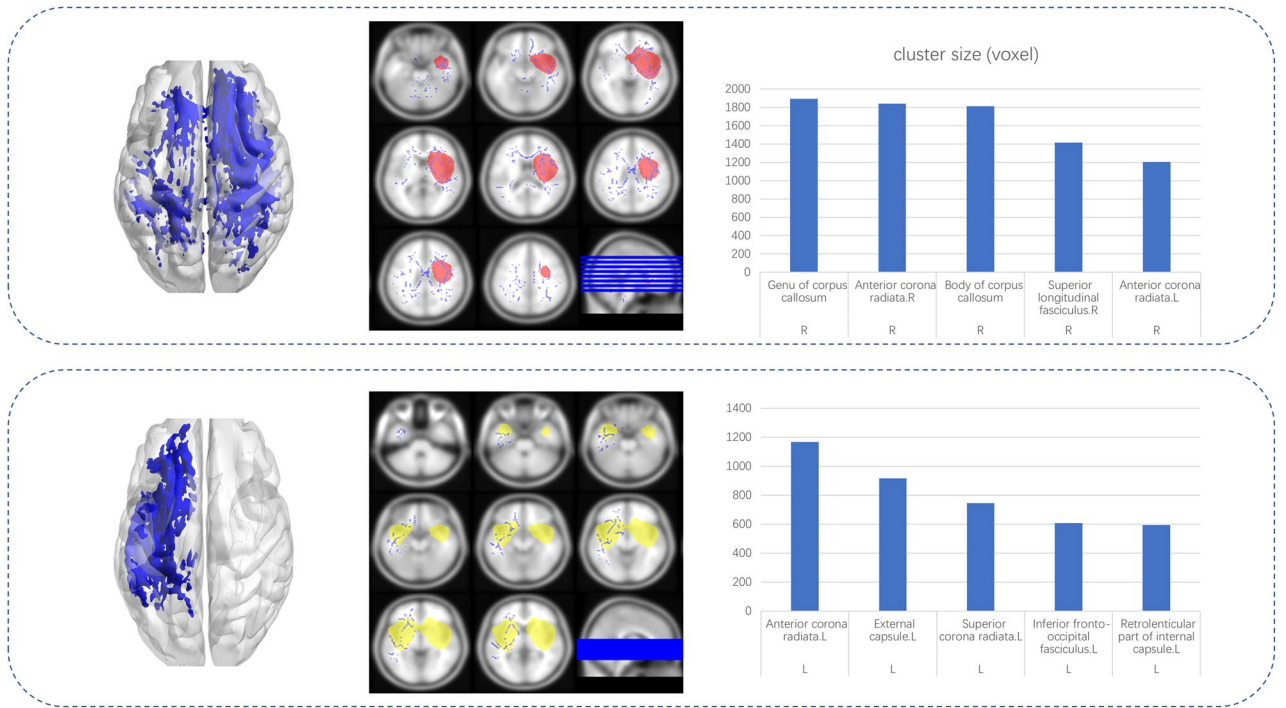 cluster size (voxel)
2000
1800
1600
1400
1200
1000
800
600
400
200
0
Genu of corpus
callosum
Anterior corona
radiata.R
Body of corpus
callosum
Superior
longitudinal
fasciculus.R
Anterior corona
radiata.L
R
R
R
R
R
1400
1200
1000
800
600
400
200
0
Anterior corona
radiata.L
External
capsule.L
Superior
corona radiata.L
Inferior fronto-
occipital
fasciculus.L
Retrolenticular
part of internal
capsule.L
L
L
L
L
L